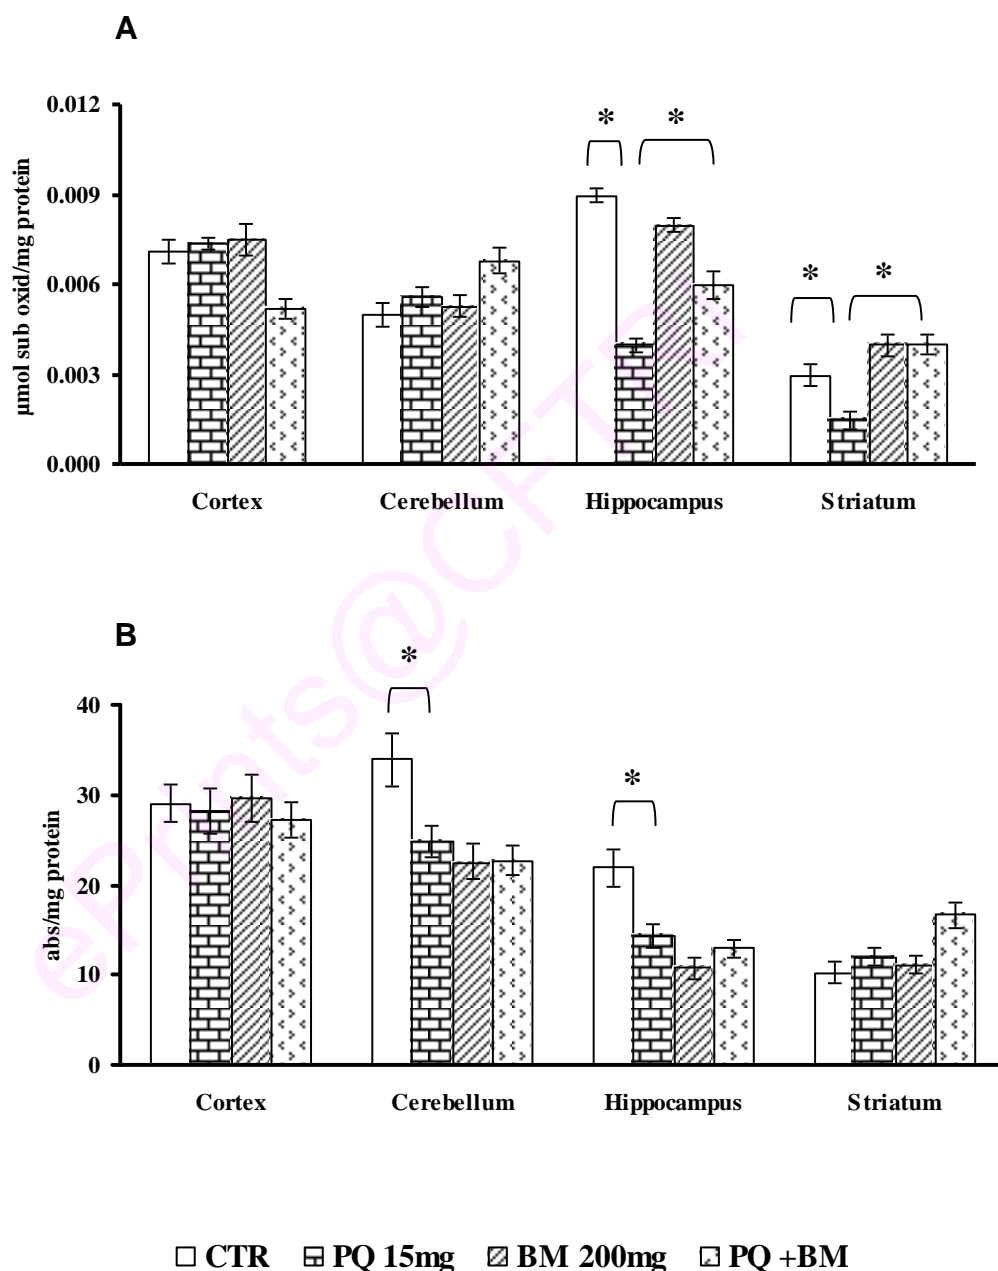 A
* *
0.012
0.009
0.006
0.003
0.000
* *
µmol sub oxid/mg protein
Cortex Cerebellum Hippocampus Striatum
B
*
*
40
30
20
10
0
abs/mg protein
Cortex Cerebellum Hippocampus Striatum
CTR PQ 15mg BM 200mg PQ +BM
ePrints@CFTRI